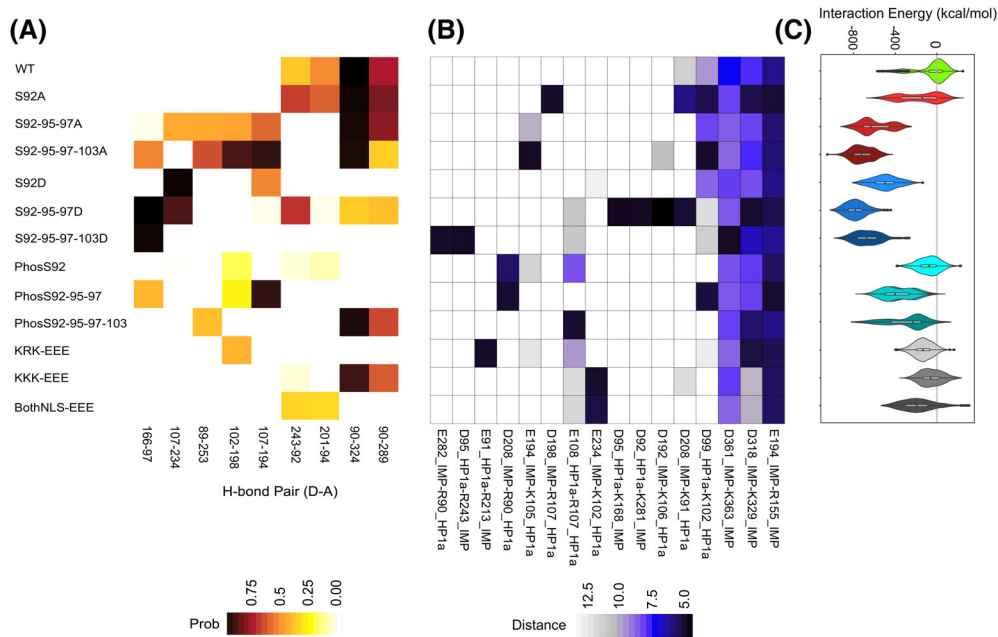 (A)
(B)
(C)
Interaction Energy (kcal/mol)
-800
-400
0
WT
S92A
S92-95-97A
S92-95-97-103A
S92D
S92-95-97D
S92-95-97-103D
PhosS92
PhosS92-95-97
PhosS92-95-97-103
KRK-EEE
KKK-EEE
BothNLS-EEE
166-97
107-234
89-253
102-198
107-194
243-92
201-94
90-324
90-289
H-bond Pair (D-A)
E282_IMP-R90_HP1a
D95_HP1a-R243_IMP
E91_HP1a-R213_IMP
D208_IMP-R90_HP1a
E194_IMP-K105_HP1a
D198_IMP-R107_HP1a
E108_HP1a-R107_HP1a
E234_IMP-K102_HP1a
D95_HP1a-K168_IMP
D92_HP1a-K281_IMP
D192_IMP-K106_HP1a
D208_IMP-K91_HP1a
D99_HP1a-K102_HP1a
D361_IMP-K363_IMP
D318_IMP-K329_IMP
E194_IMP-R155_IMP
Prob
0.75
0.5
0.25
0.00
Distance
12.5
10.0
7.5
5.0